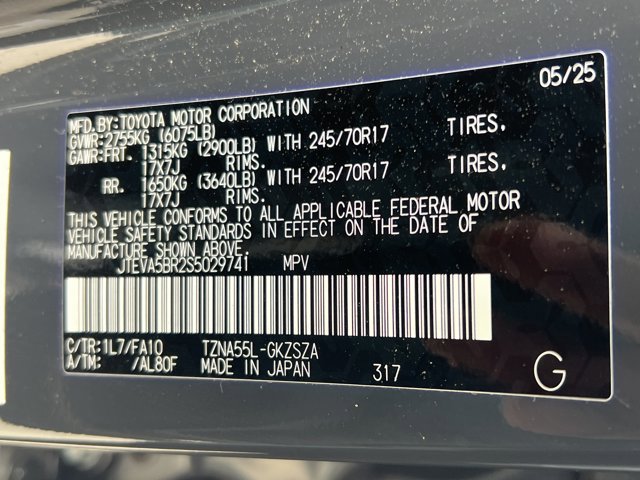 05/25
MFD.BY:TOYOTA MOTOR CORPORATION
GVWR:2755KG (6075LB)
GAWR:FRT. 1315KG (2900LB) WITH 245/70R17 TIRES,
17X7J RIMS.
RR. 1650KG (3640LB) WITH 245/70R17 TIRES,
17X7J RIMS.
THIS VEHICLE CONFORMS TO ALL APPLICABLE FEDERAL MOTOR
VEHICLE SAFETY STANDARDS IN EFFECT ON THE DATE OF
MANUFACTURE SHOWN ABOVE.
JTEVA5BR2S5029741 MPV
C/TR:1L7/FA10 TZNA55L-GKZSZA
A/TM: /AL80F MADE IN JAPAN 317 G